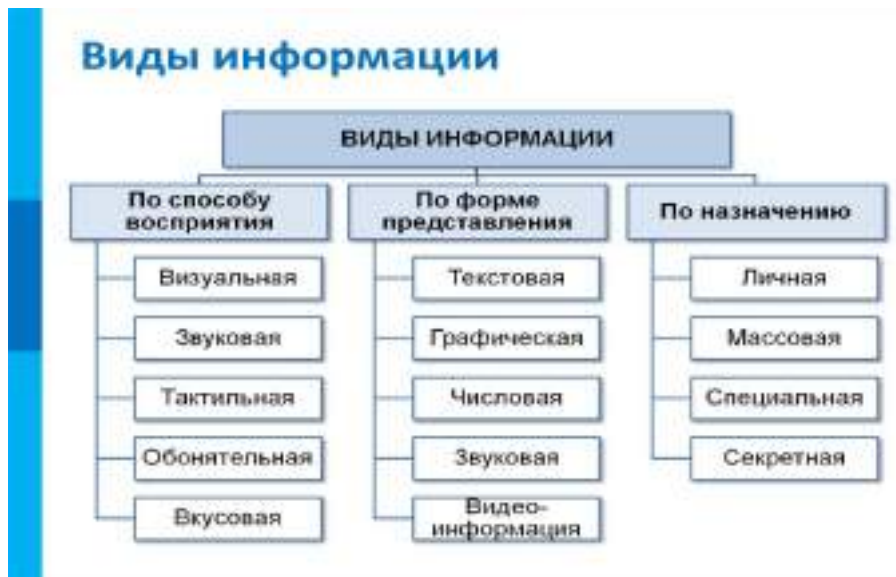 Виды информации
ВИДЫ ИНФОРМАЦИИ
По способу
восприятия
Визуальная
Звуковая
Тактильная
Обонятельная
Вкусовая
По форме
представления
Текстовая
Графическая
Числовая
Звуковая
Видео-
информация
По назначению
Личная
Массовая
Специальная
Секретная